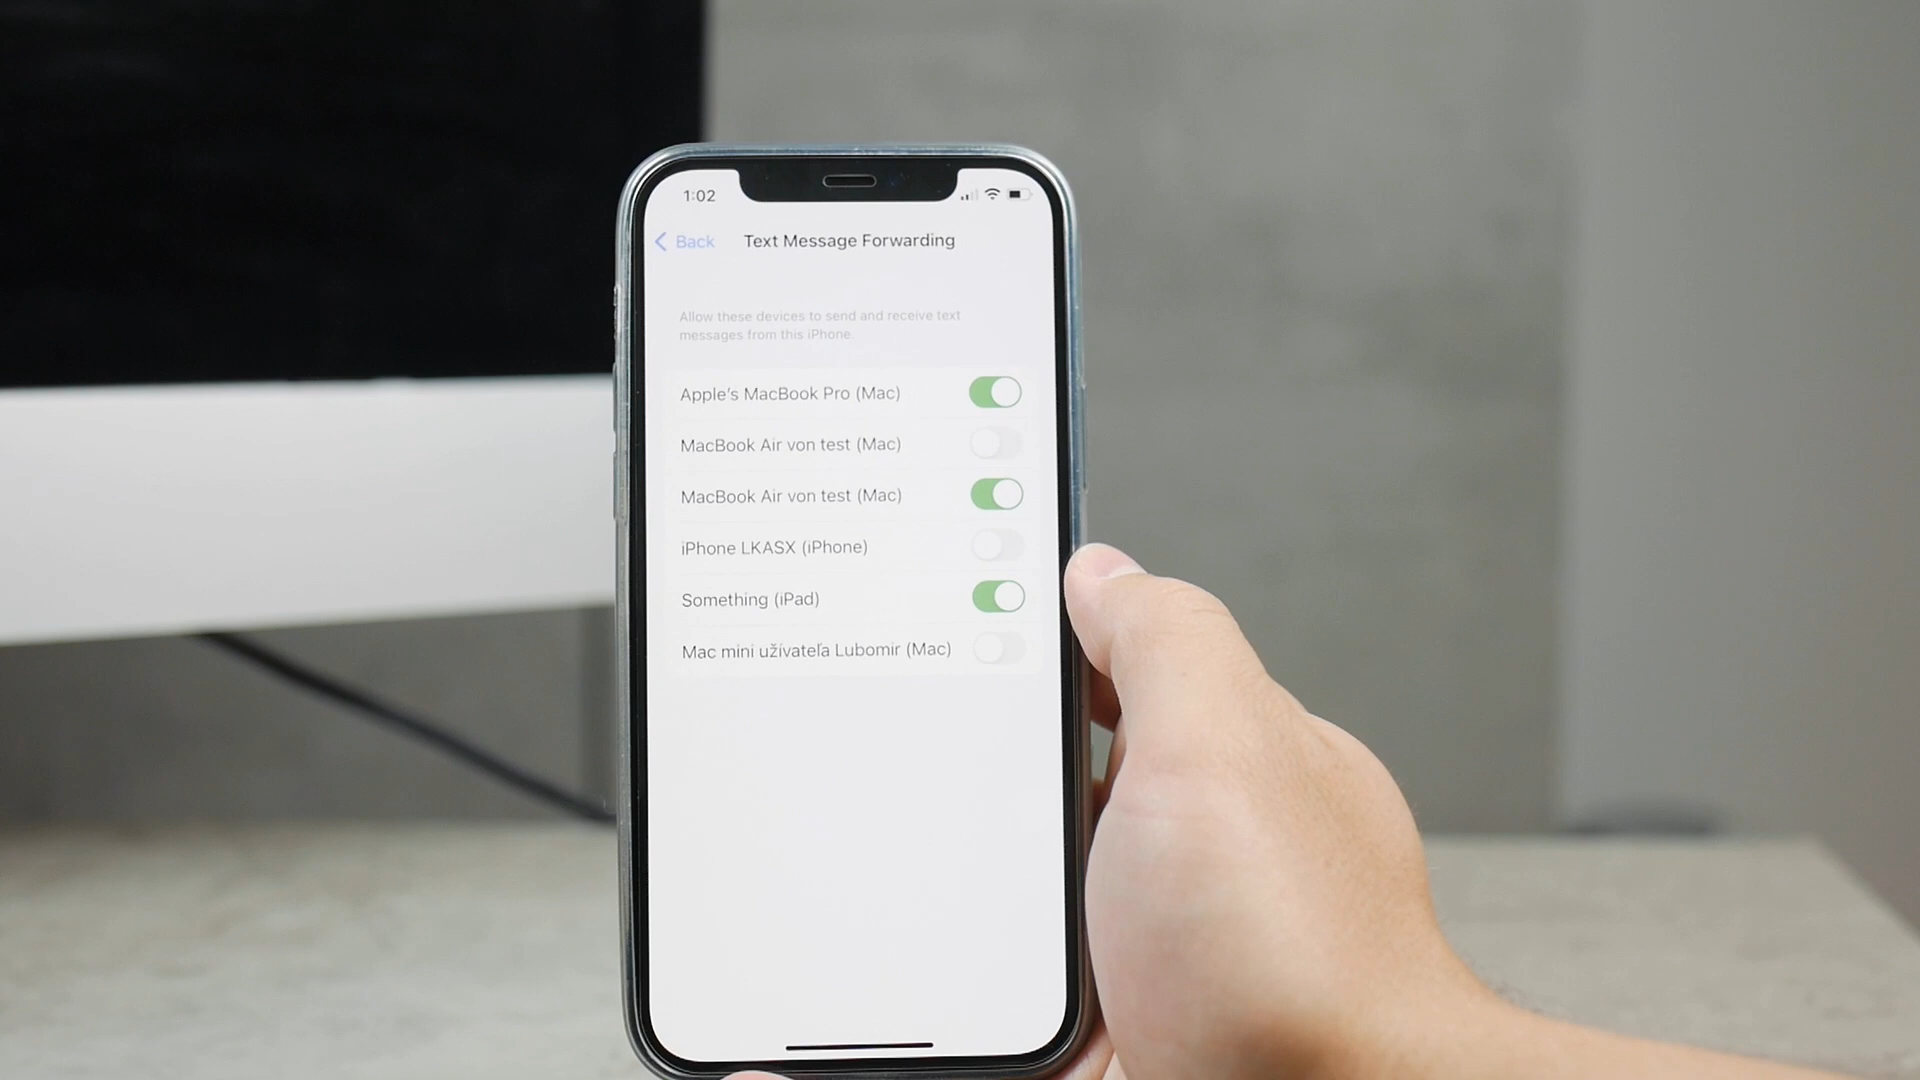 1:02
Back Text Message Forwarding
Allow these devices to send and receive text
messages from this iPhone.
Apple's MacBook Pro (Mac)
MacBook Air von test (Mac)
MacBook Air von test (Mac)
iPhone LKASX (iPhone)
Something (iPad)
Mac mini užívateľa Lubomir (Mac)